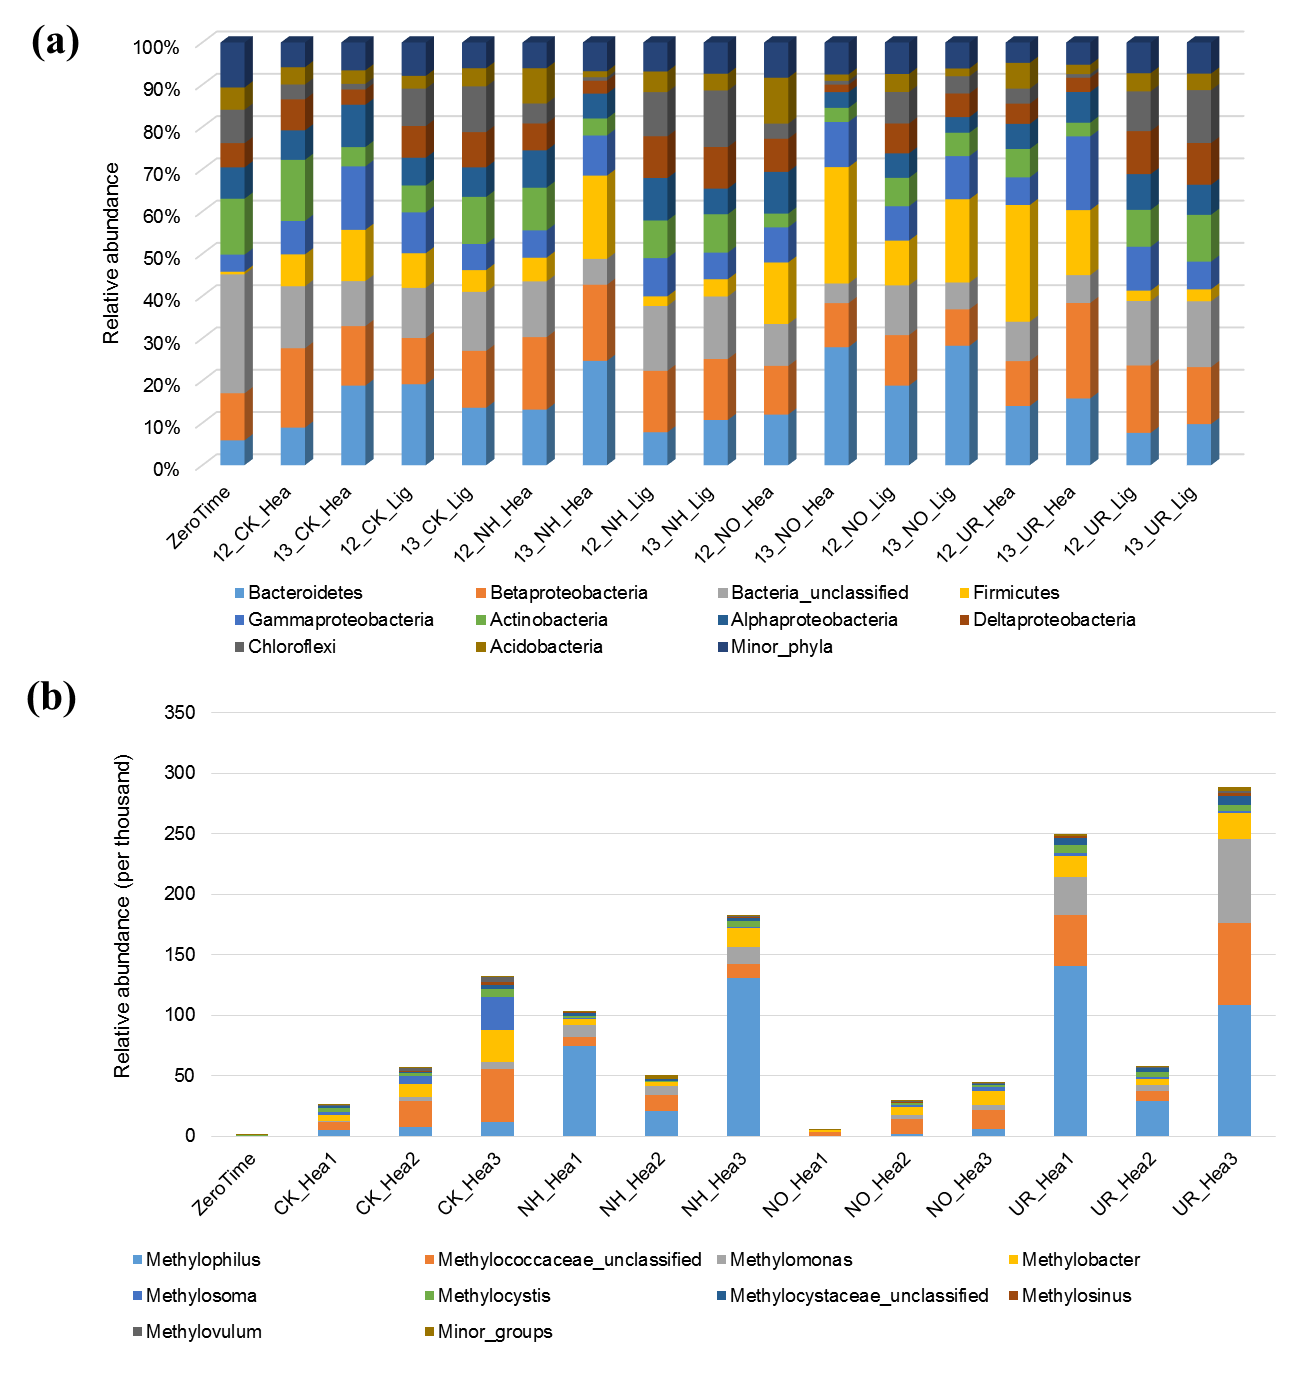 (a)
100%
90%
80%
70%
60%
50%
40%
30%
20%
10%
0%
Relative abundance
ZeroTime
12_CK_Hea
13_CK_Hea
12_CK_Lig
13_CK_Lig
12_NH_Hea
13_NH_Hea
12_NH_Lig
13_NH_Lig
12_NO_Hea
13_NO_Hea
12_NO_Lig
13_NO_Lig
12_UR_Hea
13_UR_Hea
12_UR_Lig
13_UR_Lig
Bacteroidetes Betaproteobacteria Bacteria_unclassified Firmicutes
Gammaproteobacteria Actinobacteria Alphaproteobacteria Deltaproteobacteria
Chloroflexi Acidobacteria Minor_phyla
(b)
350
300
250
200
150
100
50
0
Relative abundance (per thousand)
ZeroTime
CK_Hea1
CK_Hea2
CK_Hea3
NH_Hea1
NH_Hea2
NH_Hea3
NO_Hea1
NO_Hea2
NO_Hea3
UR_Hea1
UR_Hea2
UR_Hea3
Methylophilus Methylococcaceae_unclassified Methylomonas Methylobacter
Methylosoma Methylocystis Methylocystaceae_unclassified Methylosinus
Methylovulum Minor_groups